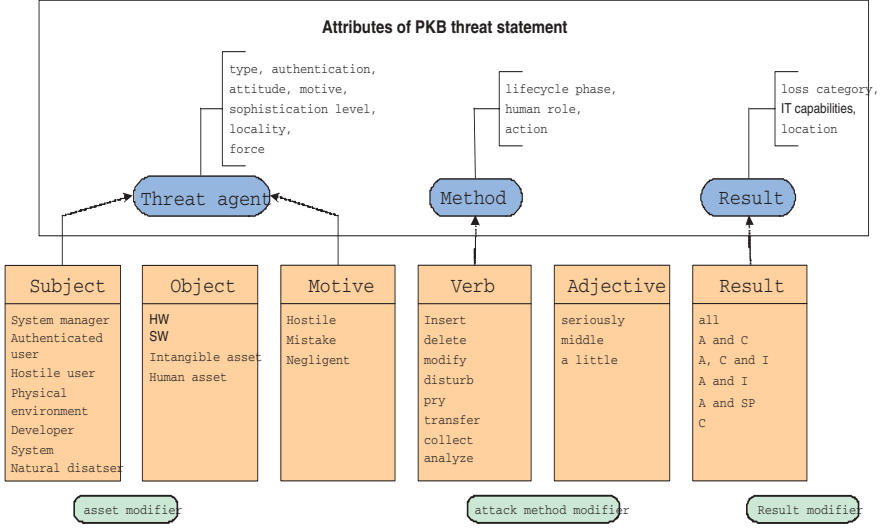 Attributes of PKB threat statement
type, authentication,
attitude, motive,
sophistication level,
locality,
force
lifecycle phase,
human role,
action
loss category,
IT capabilities,
location
Threat agent
Method
Result
Subject
System manager
Authenticated
user
Hostile user
Physical
environment
Developer
System
Natural disatser
Object
HW
SW
Intangible asset
Human asset
Motive
Hostile
Mistake
Negligent
Verb
Insert
delete
modify
disturb
pry
transfer
collect
analyze
Adjective
seriously
middle
a little
Result
all
A and C
A, C and I
A and I
A and SP
C
asset modifier
attack method modifier
Result modifier